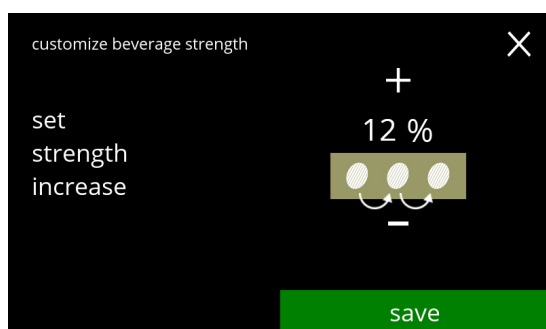 customize beverage strength
+
12 %
set
strength
increase
-
save